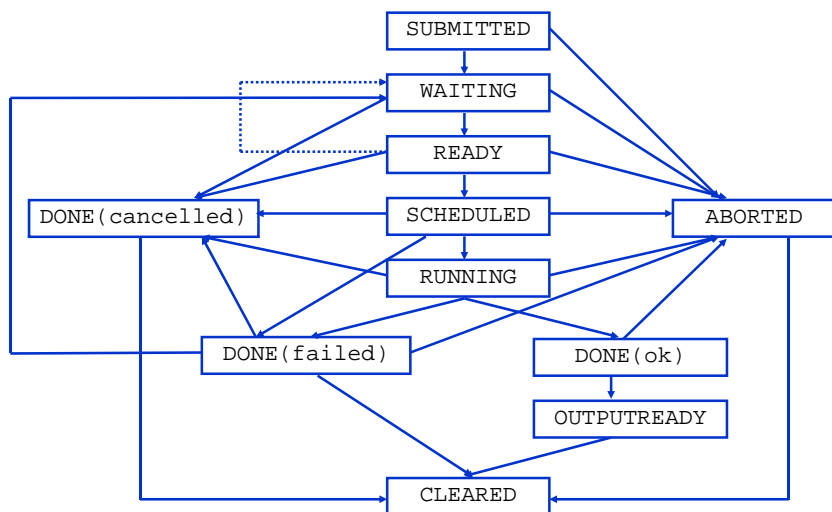 SUBMITTED
WAITING
READY
DONE(cancelled)
SCHEDULED
ABORTED
RUNNING
DONE(failed)
DONE(ok)
OUTPUTREADY
CLEARED